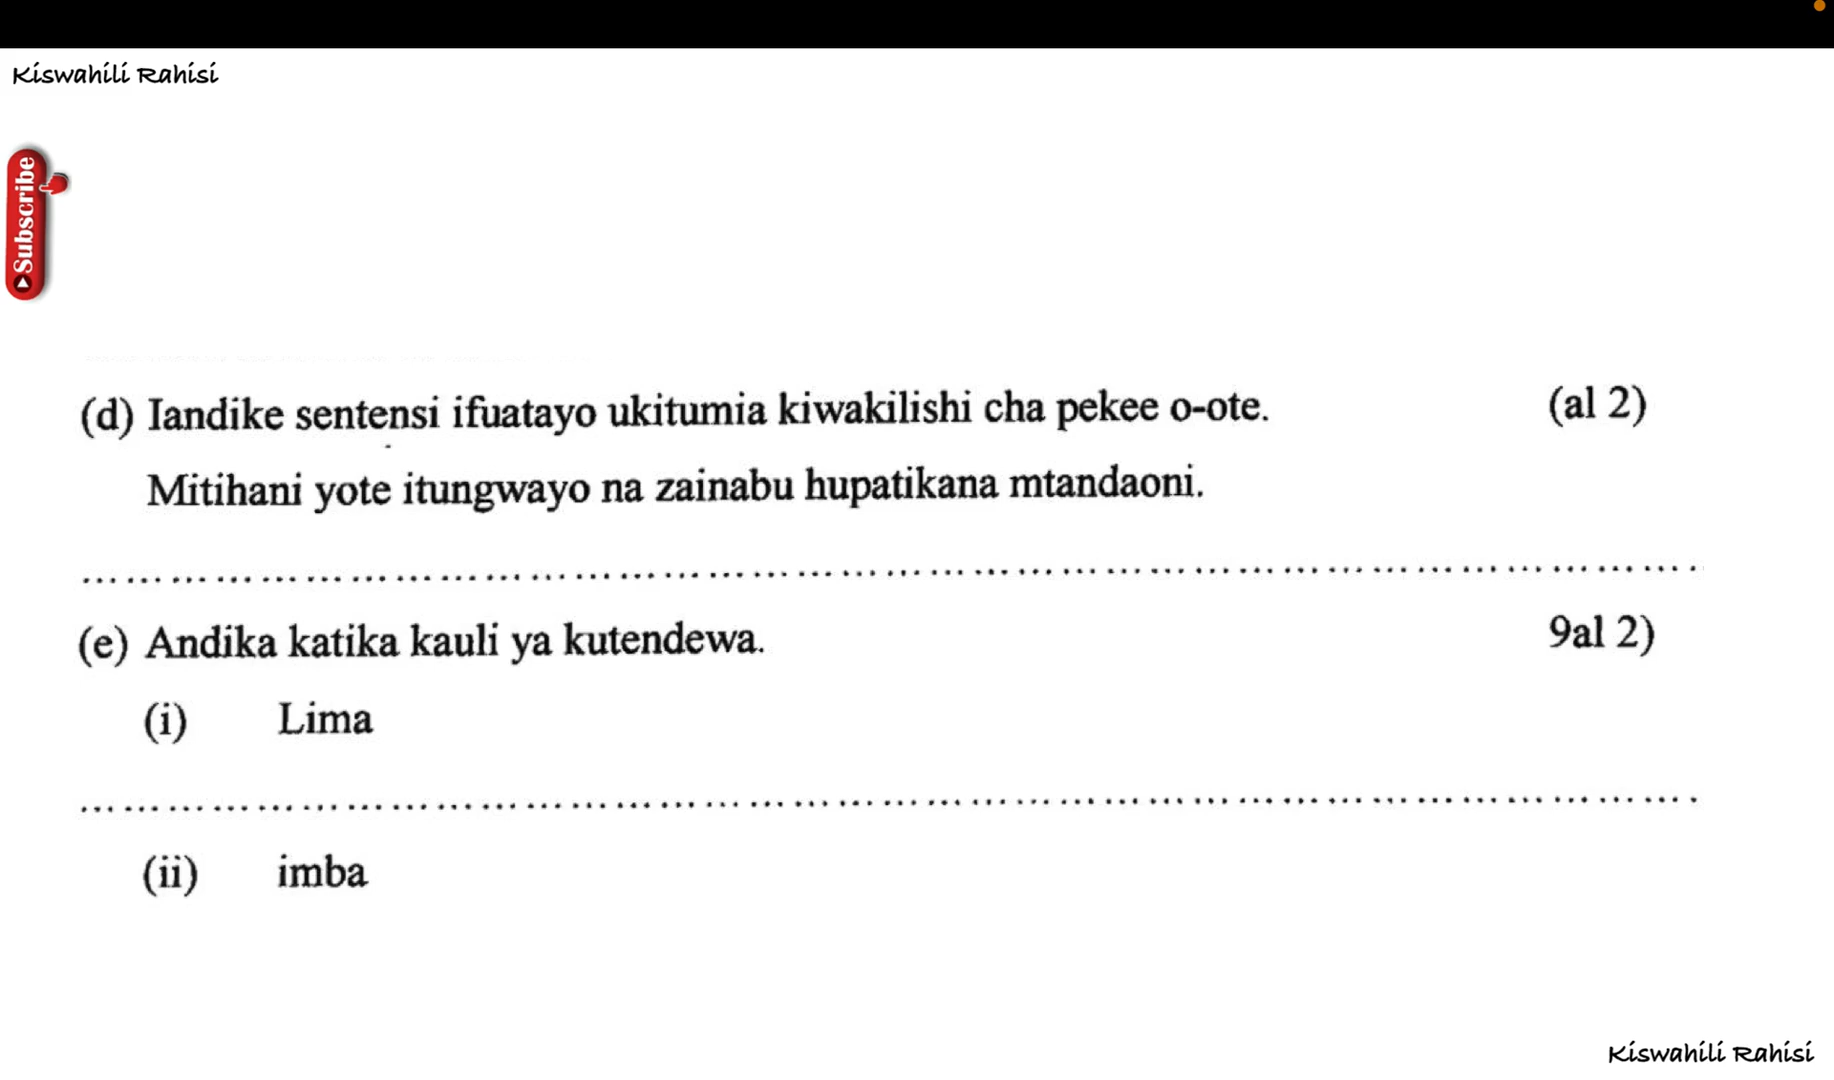 Kiswahili Rahisi
Subscribe
(d) Iandike sentensi ifuatayo ukitumia kiwakilishi cha pekee o-ote. (al 2)
Mitihani yote itungwayo na zainabu hupatikana mtandaoni.
(e) Andika katika kauli ya kutendewa. 9al 2)
(i) Lima
(ii) imba
Kiswahili Rahisi